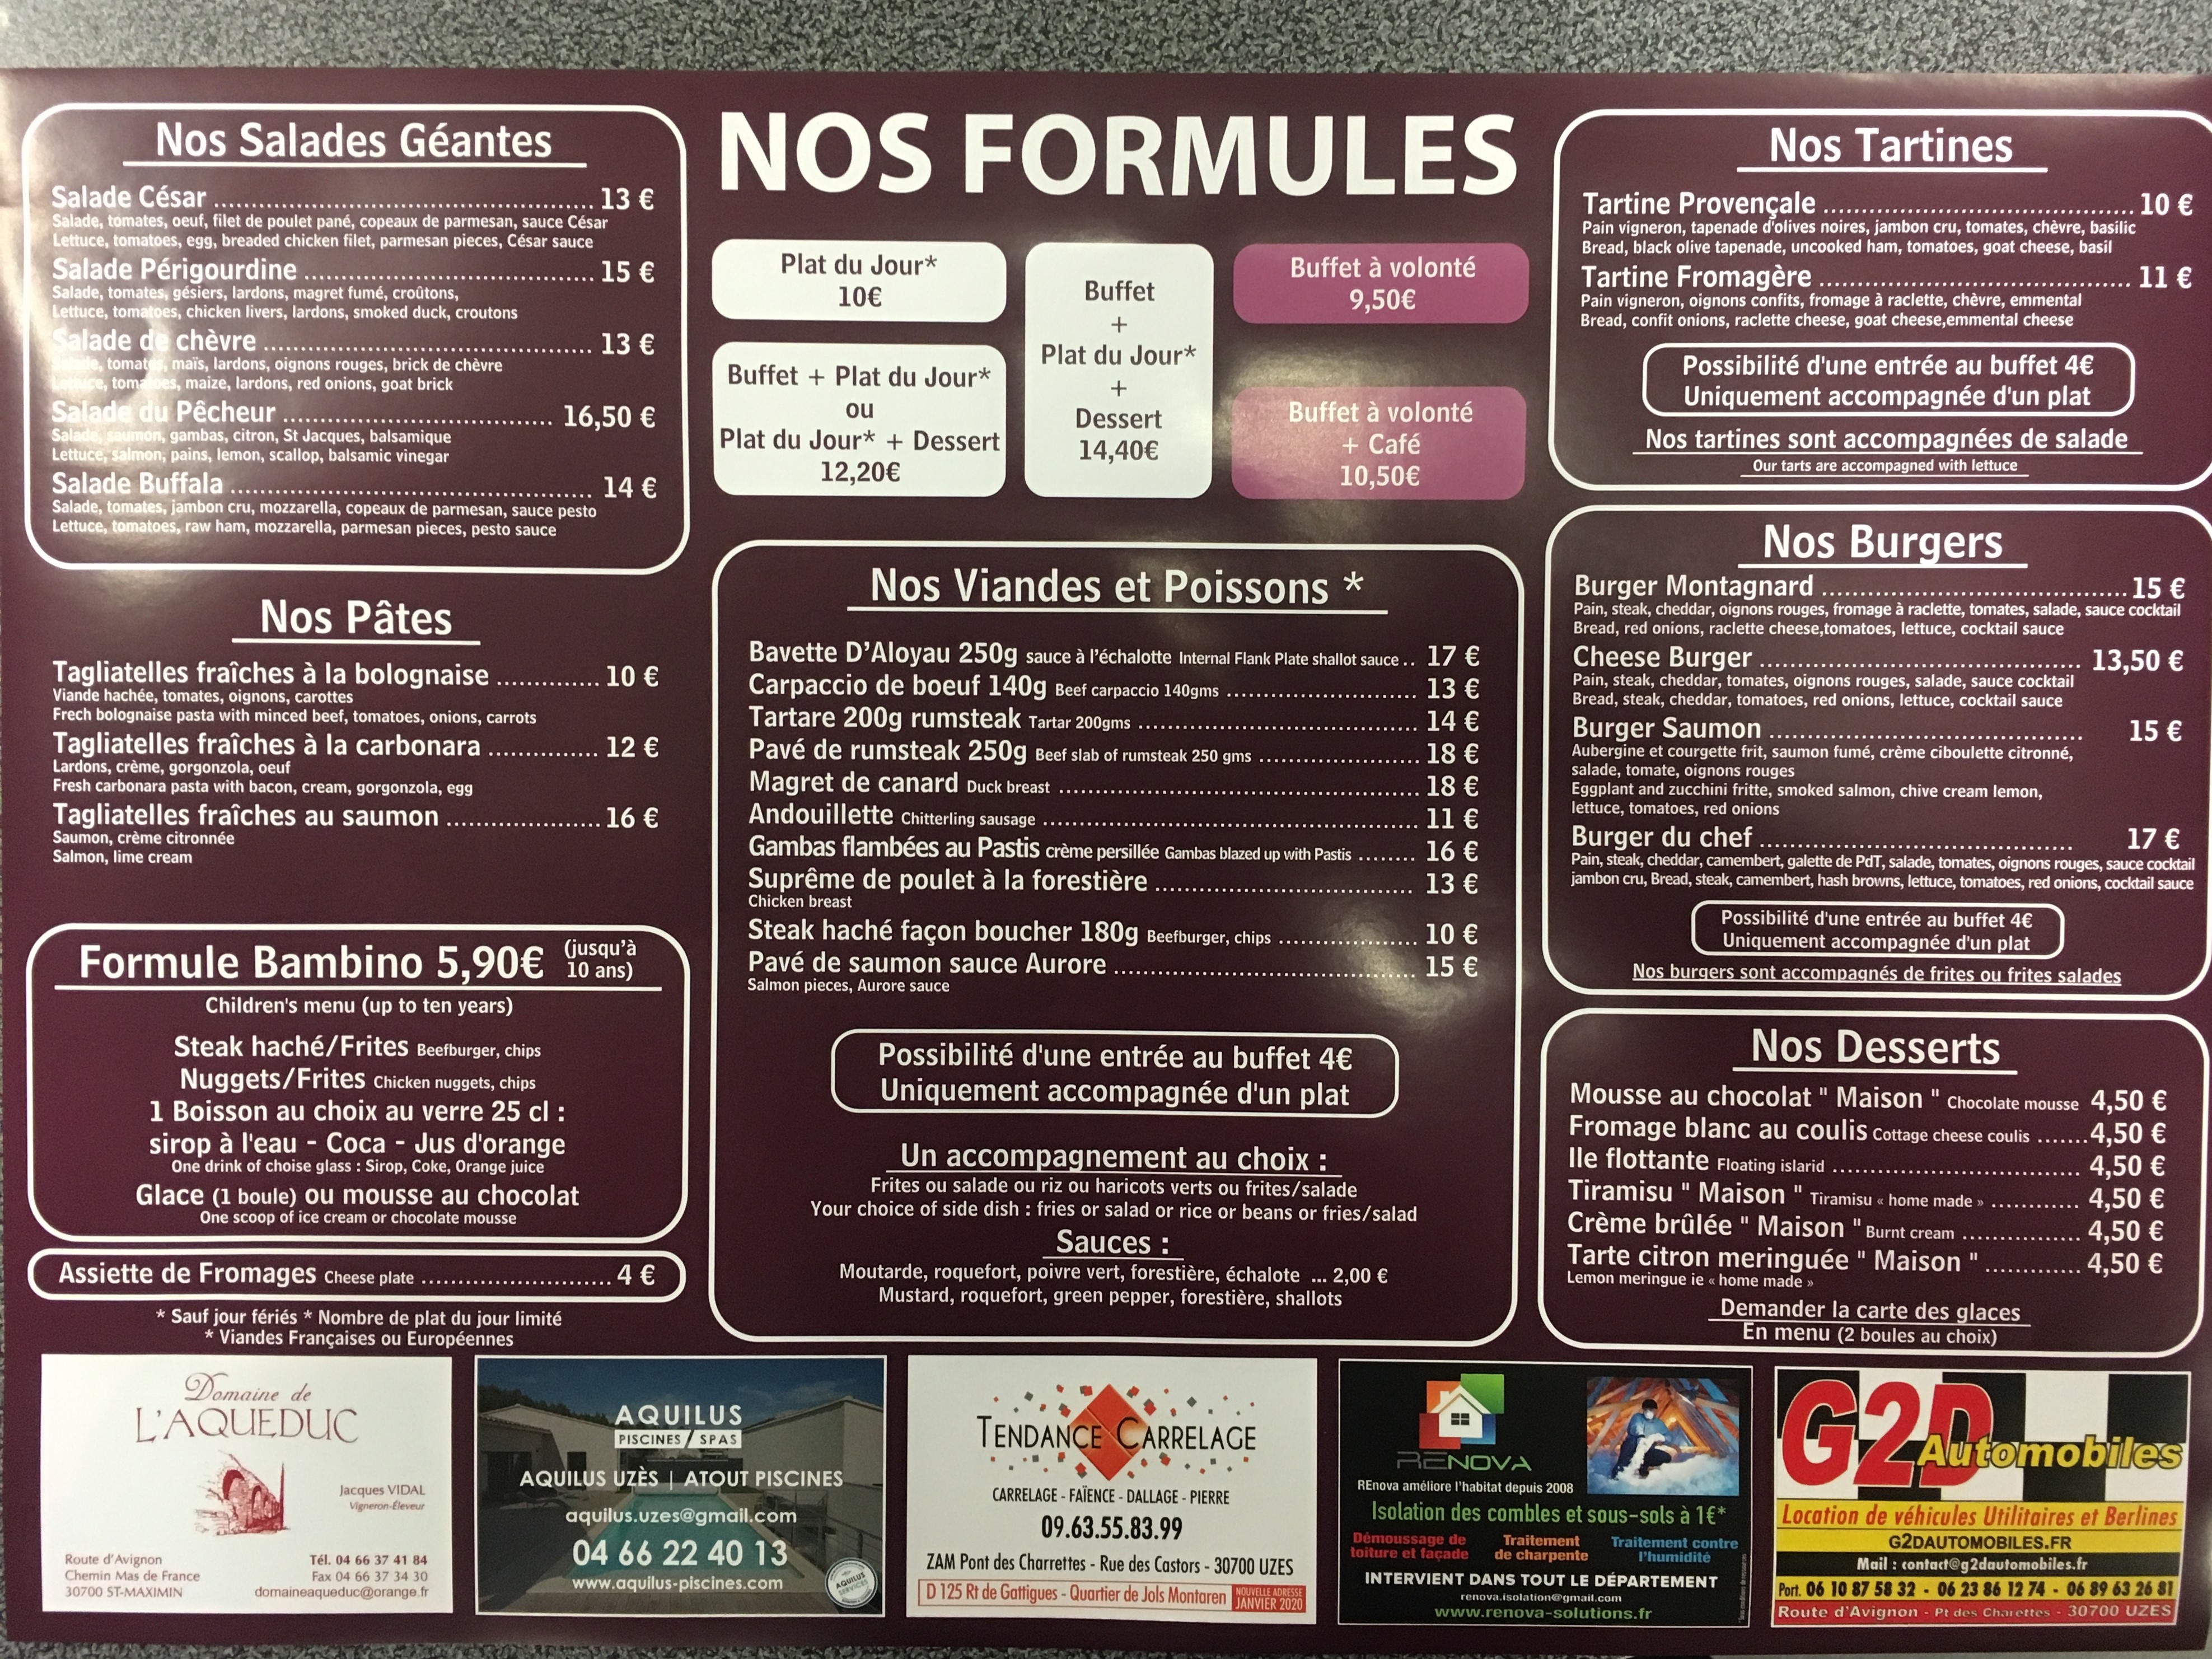 Nos Salades Géantes
Salade César ........ 13 €
Salade, tomates, oeuf, filet de poulet pané, copeaux de parmesan, sauce César
Lettuce, tomatoes, egg, breaded chicken filet, parmesan pieces, César sauce
Salade Périgourdine ........ 15 €
Salade, tomates, gésiers, lardons, magret fumé, croûtons,
Lettuce, tomatoes, chicken livers, lardons, smoked duck, croutons
Salade de chèvre ........ 13 €
Salade, tomates, maïs, lardons, oignons rouges, brick de chèvre
Lettuce, tomatoes, maize, lardons, red onions, goat brick
Salade du Pêcheur ........ 16,50 €
Salade, saumon, gambas, citron, St Jacques, balsamique
Lettuce, salmon, pains, lemon, scallop, balsamic vinegar
Salade Buffala ........ 14 €
Salade, tomates, jambon cru, mozzarella, copeaux de parmesan, sauce pesto
Lettuce, tomatoes, raw ham, mozzarella, parmesan pieces, pesto sauce
Nos Pâtes
Tagliatelles fraîches à la bolognaise ........ 10 €
Viande hachée, tomates, oignons, carottes
Frech bolognaise pasta with minced beef, tomatoes, onions, carrots
Tagliatelles fraîches à la carbonara ........ 12 €
Lardons, crème, gorgonzola, oeuf
Fresh carbonara pasta with bacon, cream, gorgonzola, egg
Tagliatelles fraîches au saumon ........ 16 €
Saumon, crème citronnée
Salmon, lime cream
Formule Bambino 5,90€ (jusqu'à
10 ans)
Children's menu (up to ten years)
Steak haché/Frites Beefburger, chips
Nuggets/Frites Chicken nuggets, chips
1 Boisson au choix au verre 25 cl :
sirop à l'eau - Coca - Jus d'orange
One drink of choise glass : Sirop, Coke, Orange juice
Glace (1 boule) ou mousse au chocolat
One scoop of ice cream or chocolate mousse
Assiette de Fromages Cheese plate ........ 4 €
* Sauf jour fériés * Nombre de plat du jour limité
* Viandes Françaises ou Européennes
NOS FORMULES
Plat du Jour*
10€
Buffet + Plat du Jour*
ou
Plat du Jour* + Dessert
12,20€
Buffet
+
Plat du Jour*
+
Dessert
14,40€
Buffet à volonté
9,50€
Buffet à volonté
+ Café
10,50€
Nos Viandes et Poissons *
Bavette D'Aloyau 250g sauce à l'échalotte Internal Flank Plate shallot sauce .. 17 €
Carpaccio de boeuf 140g Beef carpaccio 140gms ........ 13 €
Tartare 200g rumsteak Tartar 200gms ........ 14 €
Pavé de rumsteak 250g Beef slab of rumsteak 250 gms ........ 18 €
Magret de canard Duck breast ........ 18 €
Andouillette Chitterling sausage ........ 11 €
Gambas flambées au Pastis crème persillée Gambas blazed up with Pastis ........ 16 €
Suprême de poulet à la forestière ........ 13 €
Chicken breast
Steak haché façon boucher 180g Beefburger, chips ........ 10 €
Pavé de saumon sauce Aurore ........ 15 €
Salmon pieces, Aurore sauce
Possibilité d'une entrée au buffet 4€
Uniquement accompagnée d'un plat
Un accompagnement au choix :
Frites ou salade ou riz ou haricots verts ou frites/salade
Your choice of side dish : fries or salad or rice or beans or fries/salad
Sauces :
Moutarde, roquefort, poivre vert, forestière, échalote ... 2,00 €
Mustard, roquefort, green pepper, forestière, shallots
Nos Tartines
Tartine Provençale ........ 10 €
Pain vigneron, tapenade d'olives noires, jambon cru, tomates, chèvre, basilic
Bread, black olive tapenade, uncooked ham, tomatoes, goat cheese, basil
Tartine Fromagère ........ 11 €
Pain vigneron, oignons confits, fromage à raclette, chèvre, emmental
Bread, confit onions, raclette cheese, goat cheese,emmental cheese
Possibilité d'une entrée au buffet 4€
Uniquement accompagnée d'un plat
Nos tartines sont accompagnées de salade
Our tarts are accompagned with lettuce
Nos Burgers
Burger Montagnard ........ 15 €
Pain, steak, cheddar, oignons rouges, fromage à raclette, tomates, salade, sauce cocktail
Bread, red onions, raclette cheese,tomatoes, lettuce, cocktail sauce
Cheese Burger ........ 13,50 €
Pain, steak, cheddar, tomates, oignons rouges, salade, sauce cocktail
Bread, steak, cheddar, tomatoes, red onions, lettuce, cocktail sauce
Burger Saumon ........ 15 €
Aubergine et courgette frit, saumon fumé, crème ciboulette citronné,
salade, tomate, oignons rouges
Eggplant and zucchini fritte, smoked salmon, chive cream lemon,
lettuce, tomatoes, red onions
Burger du chef ........ 17 €
Pain, steak, cheddar, camembert, galette de PdT, salade, tomates, oignons rouges, sauce cocktail
jambon cru, Bread, steak, camembert, hash browns, lettuce, tomatoes, red onions, cocktail sauce
Possibilité d'une entrée au buffet 4€
Uniquement accompagnée d'un plat
Nos burgers sont accompagnés de frites ou frites salades
Nos Desserts
Mousse au chocolat " Maison " Chocolate mousse 4,50 €
Fromage blanc au coulis Cottage cheese coulis ....... 4,50 €
Ile flottante Floating islarid ........ 4,50 €
Tiramisu " Maison " Tiramisu « home made » ........ 4,50 €
Crème brûlée " Maison " Burnt cream ........ 4,50 €
Tarte citron meringuée " Maison " ........ 4,50 €
Lemon meringue ie « home made »
Demander la carte des glaces
En menu (2 boules au choix)
Domaine de
L'AQUEDUC
Jacques VIDAL
Vigneron-Éleveur
Route d'Avignon
Chemin Mas de France
30700 ST-MAXIMIN
Tél. 04 66 37 41 84
Fax 04 66 37 34 30
domaineaqueduc@orange.fr
AQUILUS
PISCINES / SPAS
AQUILUS UZÈS | ATOUT PISCINES
aquilus.uzes@gmail.com
04 66 22 40 13
www.aquilus-piscines.com
AQUILUS
SERVICES
TENDANCE CARRELAGE
CARRELAGE - FAÏENCE - DALLAGE - PIERRE
09.63.55.83.99
ZAM Pont des Charrettes - Rue des Castors - 30700 UZES
D 125 Rt de Gattigues - Quartier de Jols Montaren
NOUVELLE ADRESSE
JANVIER 2020
RENOVA
REnova améliore l'habitat depuis 2008
Isolation des combles et sous-sols à 1€*
Démoussage de
toiture et façade
Traitement
de charpente
Traitement contre
l'humidité
INTERVIENT DANS TOUT LE DÉPARTEMENT
renova.isolation@gmail.com
www.renova-solutions.fr
G2D
Automobiles
Location de véhicules Utilitaires et Berlines
G2DAUTOMOBILES.FR
Mail : contact@g2dautomobiles.fr
Port. 06 10 87 58 32 - 06 23 86 12 74 - 06 89 63 26 81
Route d'Avignon - Pt des Charettes - 30700 UZES